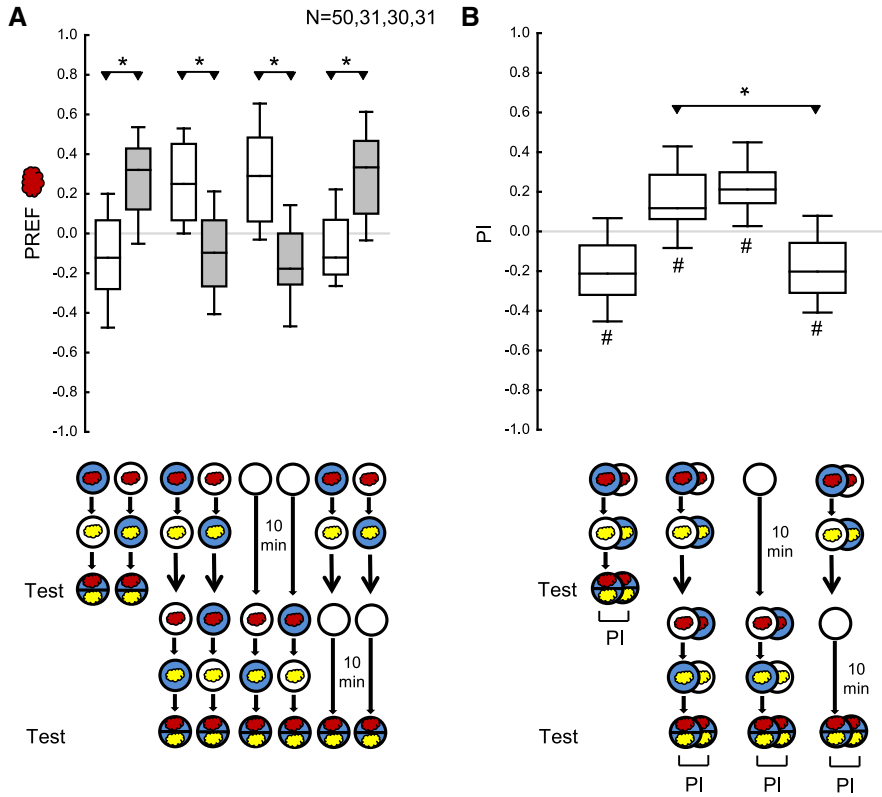 A
N=50,31,30,31
B
1.0
0.8
0.6
0.4
0.2
0.0
-0.2
-0.4
-0.6
-0.8
-1.0
PREF
* * * *
10
min
Test
10
min
Test
1.0
0.8
0.6
0.4
0.2
0.0
-0.2
-0.4
-0.6
-0.8
-1.0
PI
*
# # # #
10
min
Test
PI
10
min
Test
PI PI PI